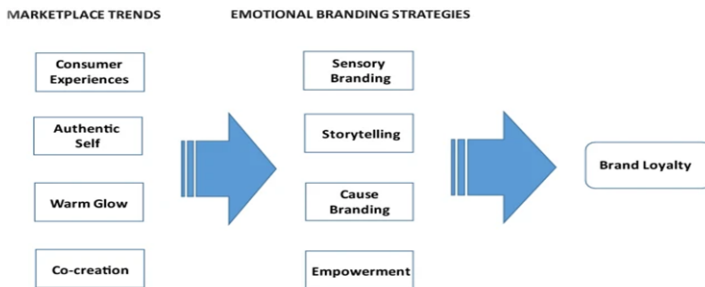 MARKETPLACE TRENDS
EMOTIONAL BRANDING STRATEGIES
Consumer
Experiences
Authentic
Self
Warm Glow
Co-creation
Sensory
Branding
Storytelling
Cause
Branding
Empowerment
Brand Loyalty